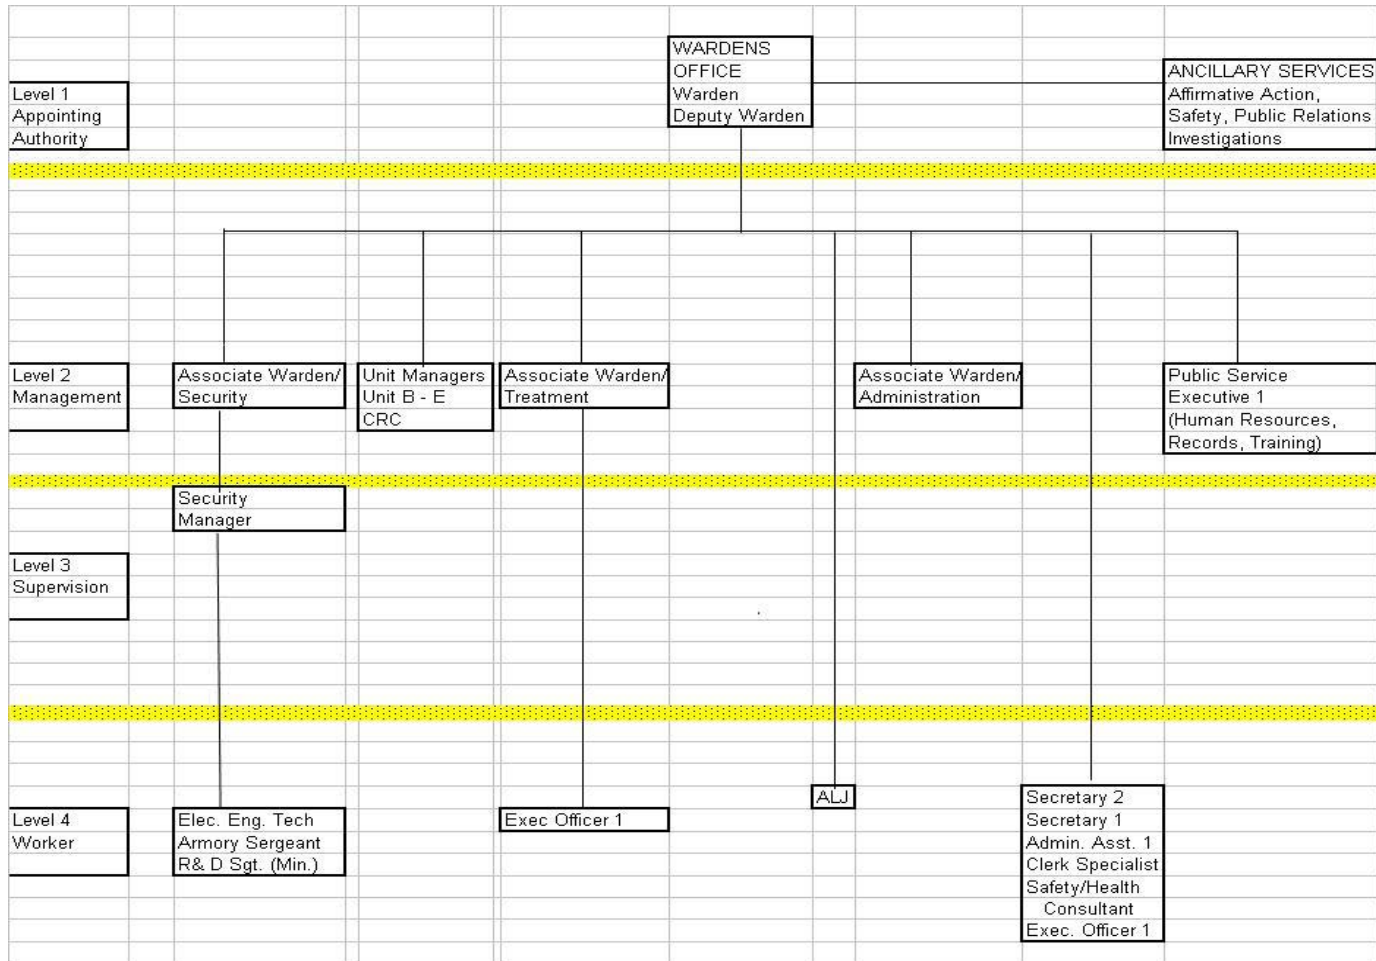 WARDENS
OFFICE
Warden
Deputy Warden
ANCILLARY SERVICES
Affirmative Action,
Safety, Public Relations
Investigations
Level 1
Appointing
Authority
Level 2
Management
Associate Warden/
Security
Unit Managers
Unit B - E
CRC
Associate Warden/
Treatment
Associate Warden/
Administration
Public Service
Executive 1
(Human Resources,
Records, Training)
Security
Manager
Level 3
Supervision
Level 4
Worker
Elec. Eng. Tech
Armory Sergeant
R& D Sgt. (Min.)
Exec Officer 1
ALJ
Secretary 2
Secretary 1
Admin. Asst. 1
Clerk Specialist
Safety/Health
Consultant
Exec. Officer 1